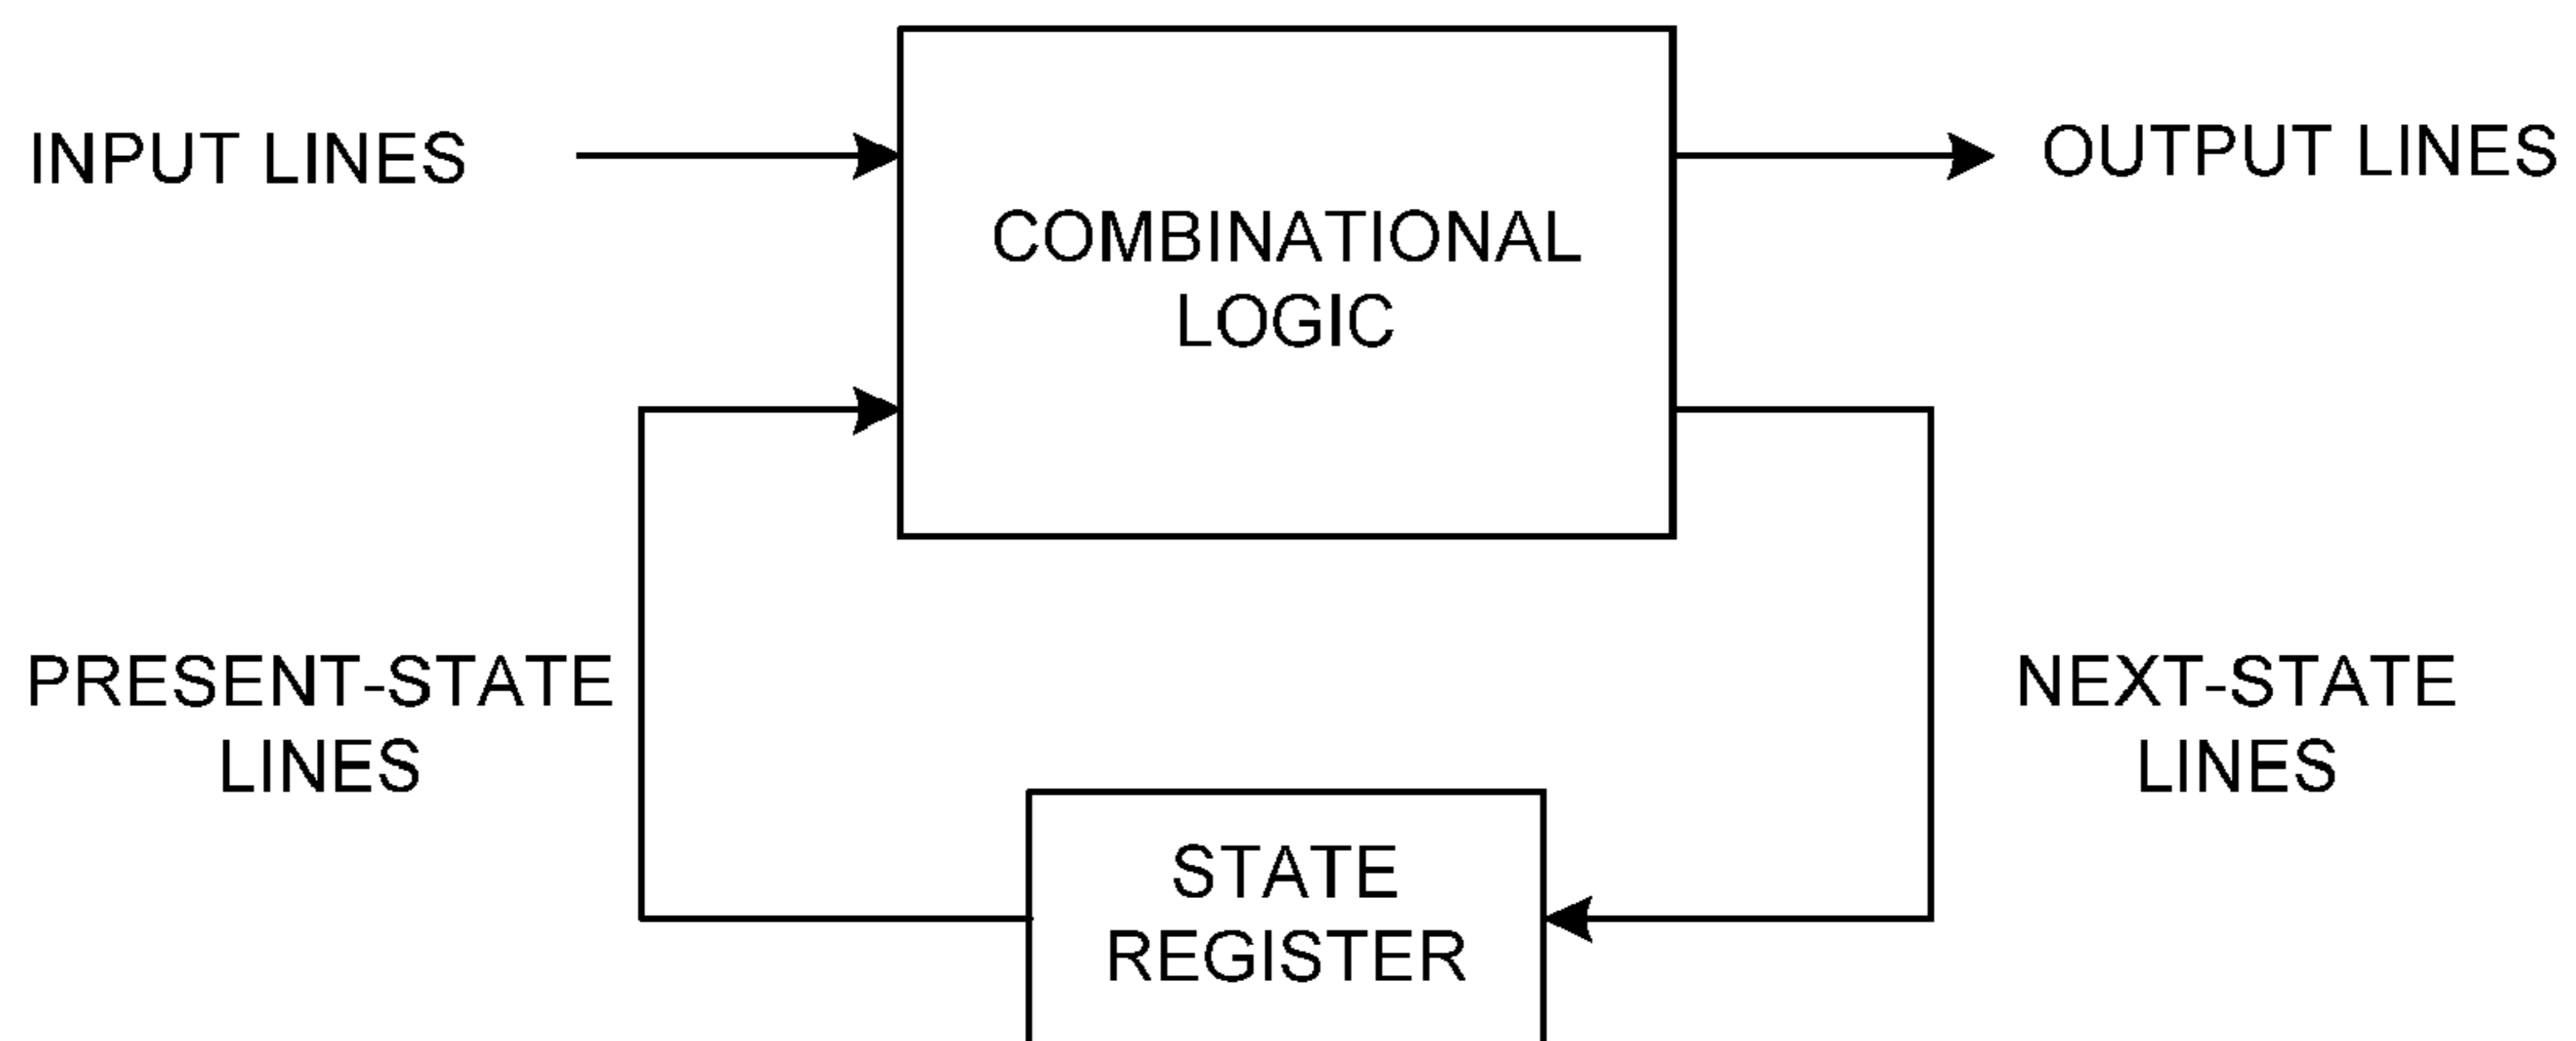 INPUT LINES
OUTPUT LINES
COMBINATIONAL
LOGIC
PRESENT-STATE
LINES
NEXT-STATE
LINES
STATE
REGISTER